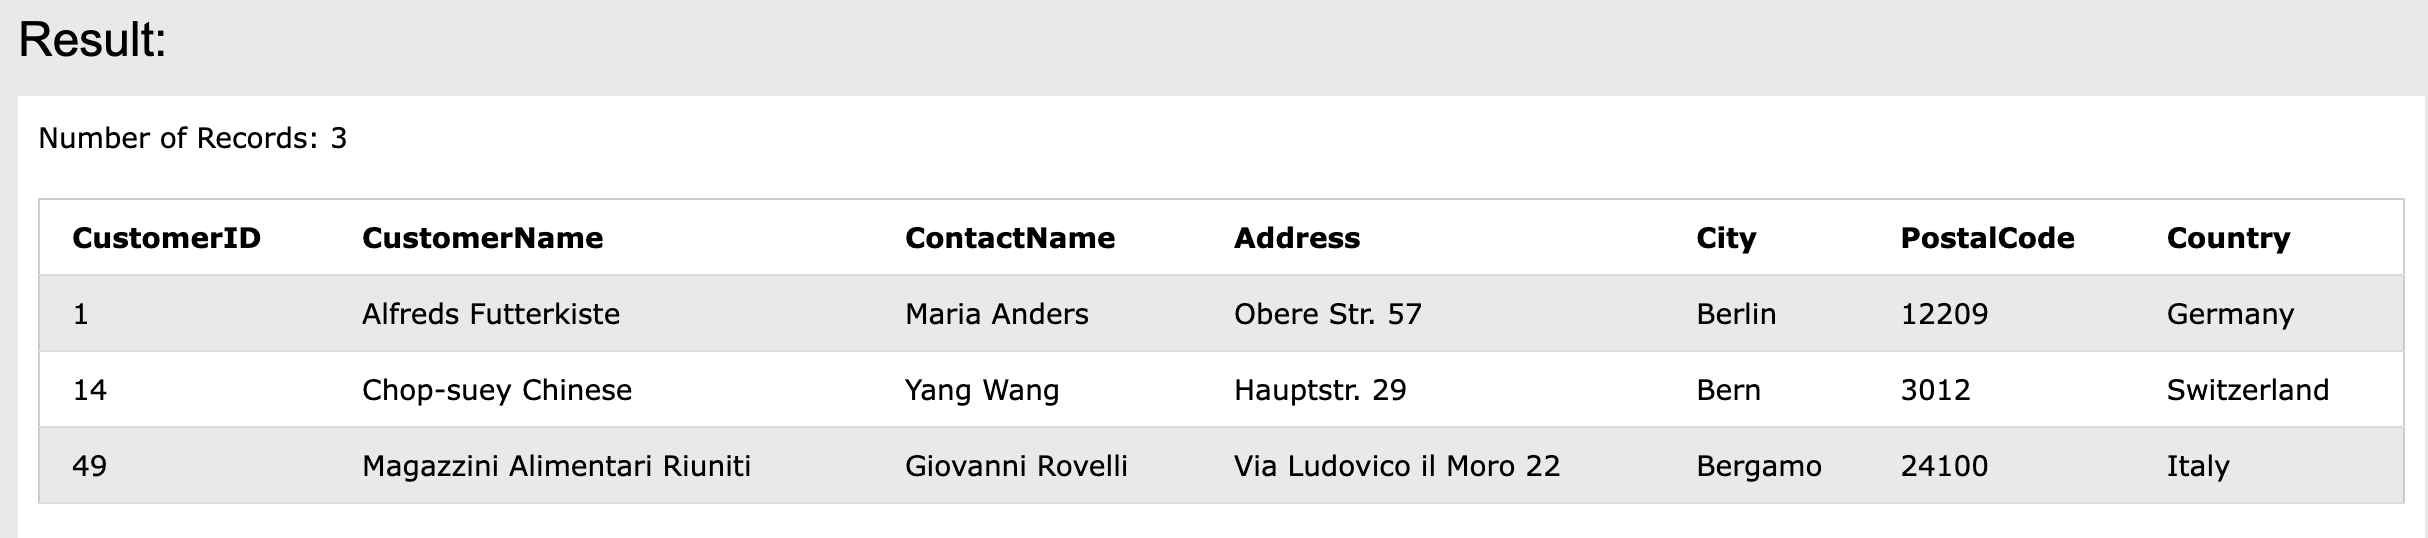 Result:
Number of Records: 3
CustomerID CustomerName ContactName Address City PostalCode Country
1 Alfreds Futterkiste Maria Anders Obere Str. 57 Berlin 12209 Germany
14 Chop-suey Chinese Yang Wang Hauptstr. 29 Bern 3012 Switzerland
49 Magazzini Alimentari Riuniti Giovanni Rovelli Via Ludovico il Moro 22 Bergamo 24100 Italy